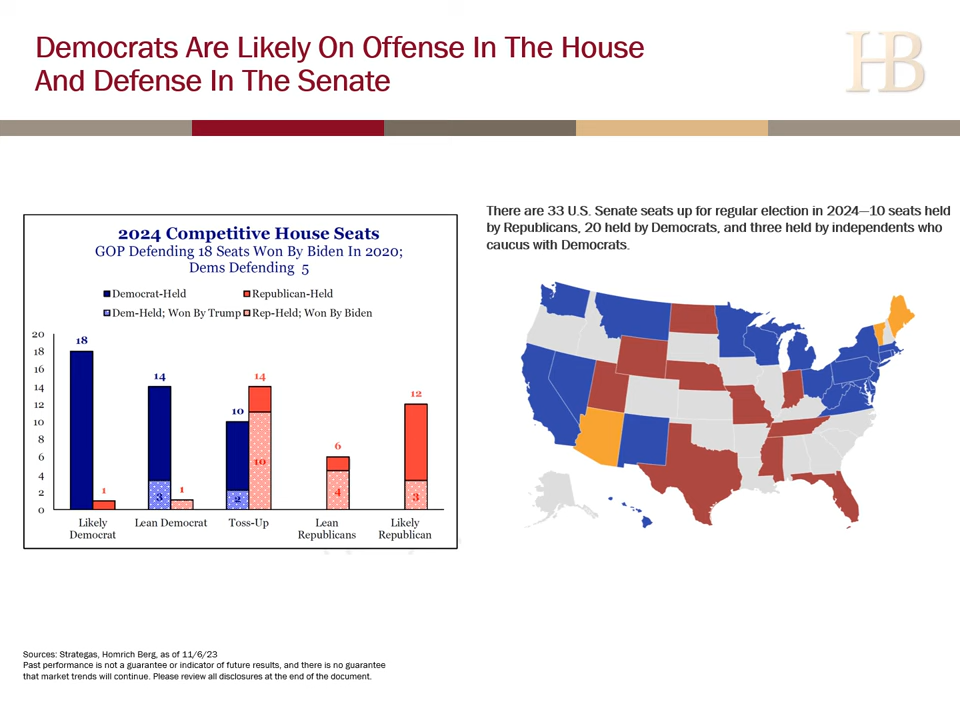 Democrats Are Likely On Offense In The House
And Defense In The Senate
HB
There are 33 U.S. Senate seats up for regular election in 2024—10 seats held
by Republicans, 20 held by Democrats, and three held by independents who
caucus with Democrats.
2024 Competitive House Seats
GOP Defending 18 Seats Won By Biden In 2020;
Dems Defending 5
Democrat-Held
Republican-Held
Dem-Held; Won By Trump
Rep-Held; Won By Biden
20
18
16
14
12
10
8
6
4
2
0
18
1
14
3
1
10
2
14
10
6
4
12
3
Likely
Democrat
Lean Democrat
Toss-Up
Lean
Republicans
Likely
Republican
Sources: Strategas, Homrich Berg, as of 11/6/23
Past performance is not a guarantee or indicator of future results, and there is no guarantee
that market trends will continue. Please review all disclosures at the end of the document.